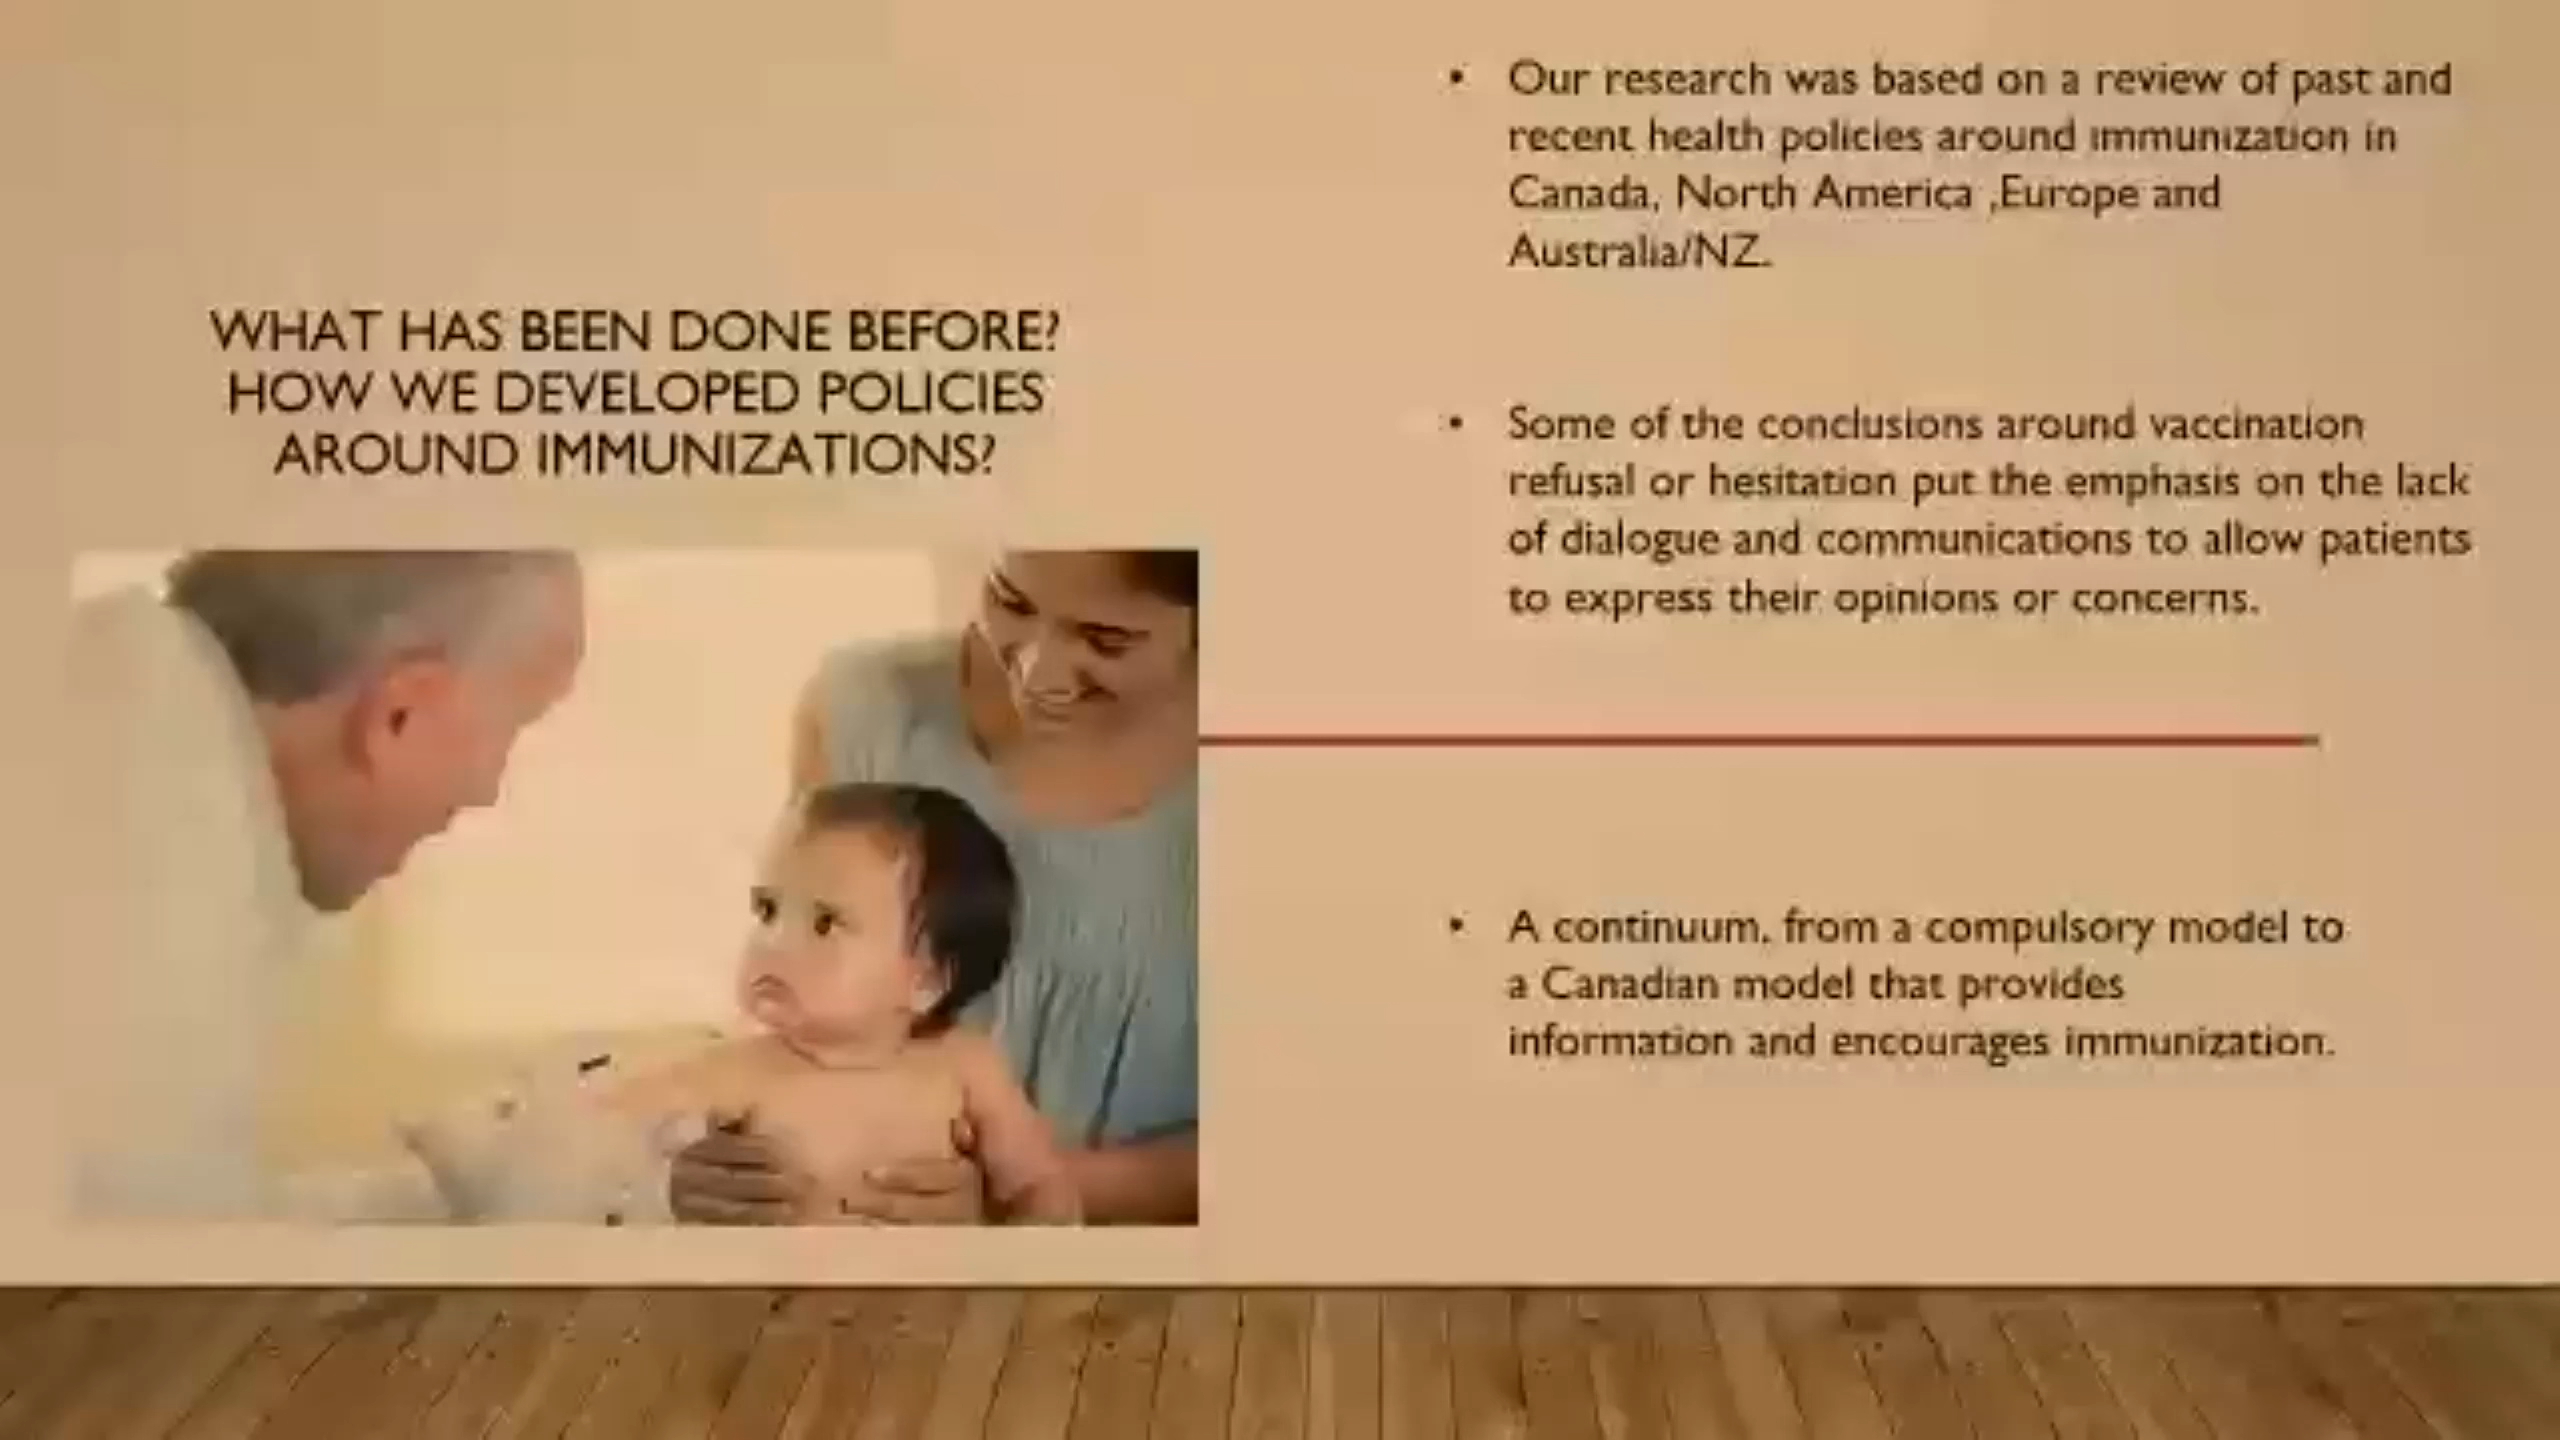 WHAT HAS BEEN DONE BEFORE?
HOW WE DEVELOPED POLICIES
AROUND IMMUNIZATIONS?
• Our research was based on a review of past and
recent health policies around immunization in
Canada, North America ,Europe and
Australia/NZ.
• Some of the conclusions around vaccination
refusal or hesitation put the emphasis on the lack
of dialogue and communications to allow patients
to express their opinions or concerns.
• A continuum, from a compulsory model to
a Canadian model that provides
information and encourages immunization.